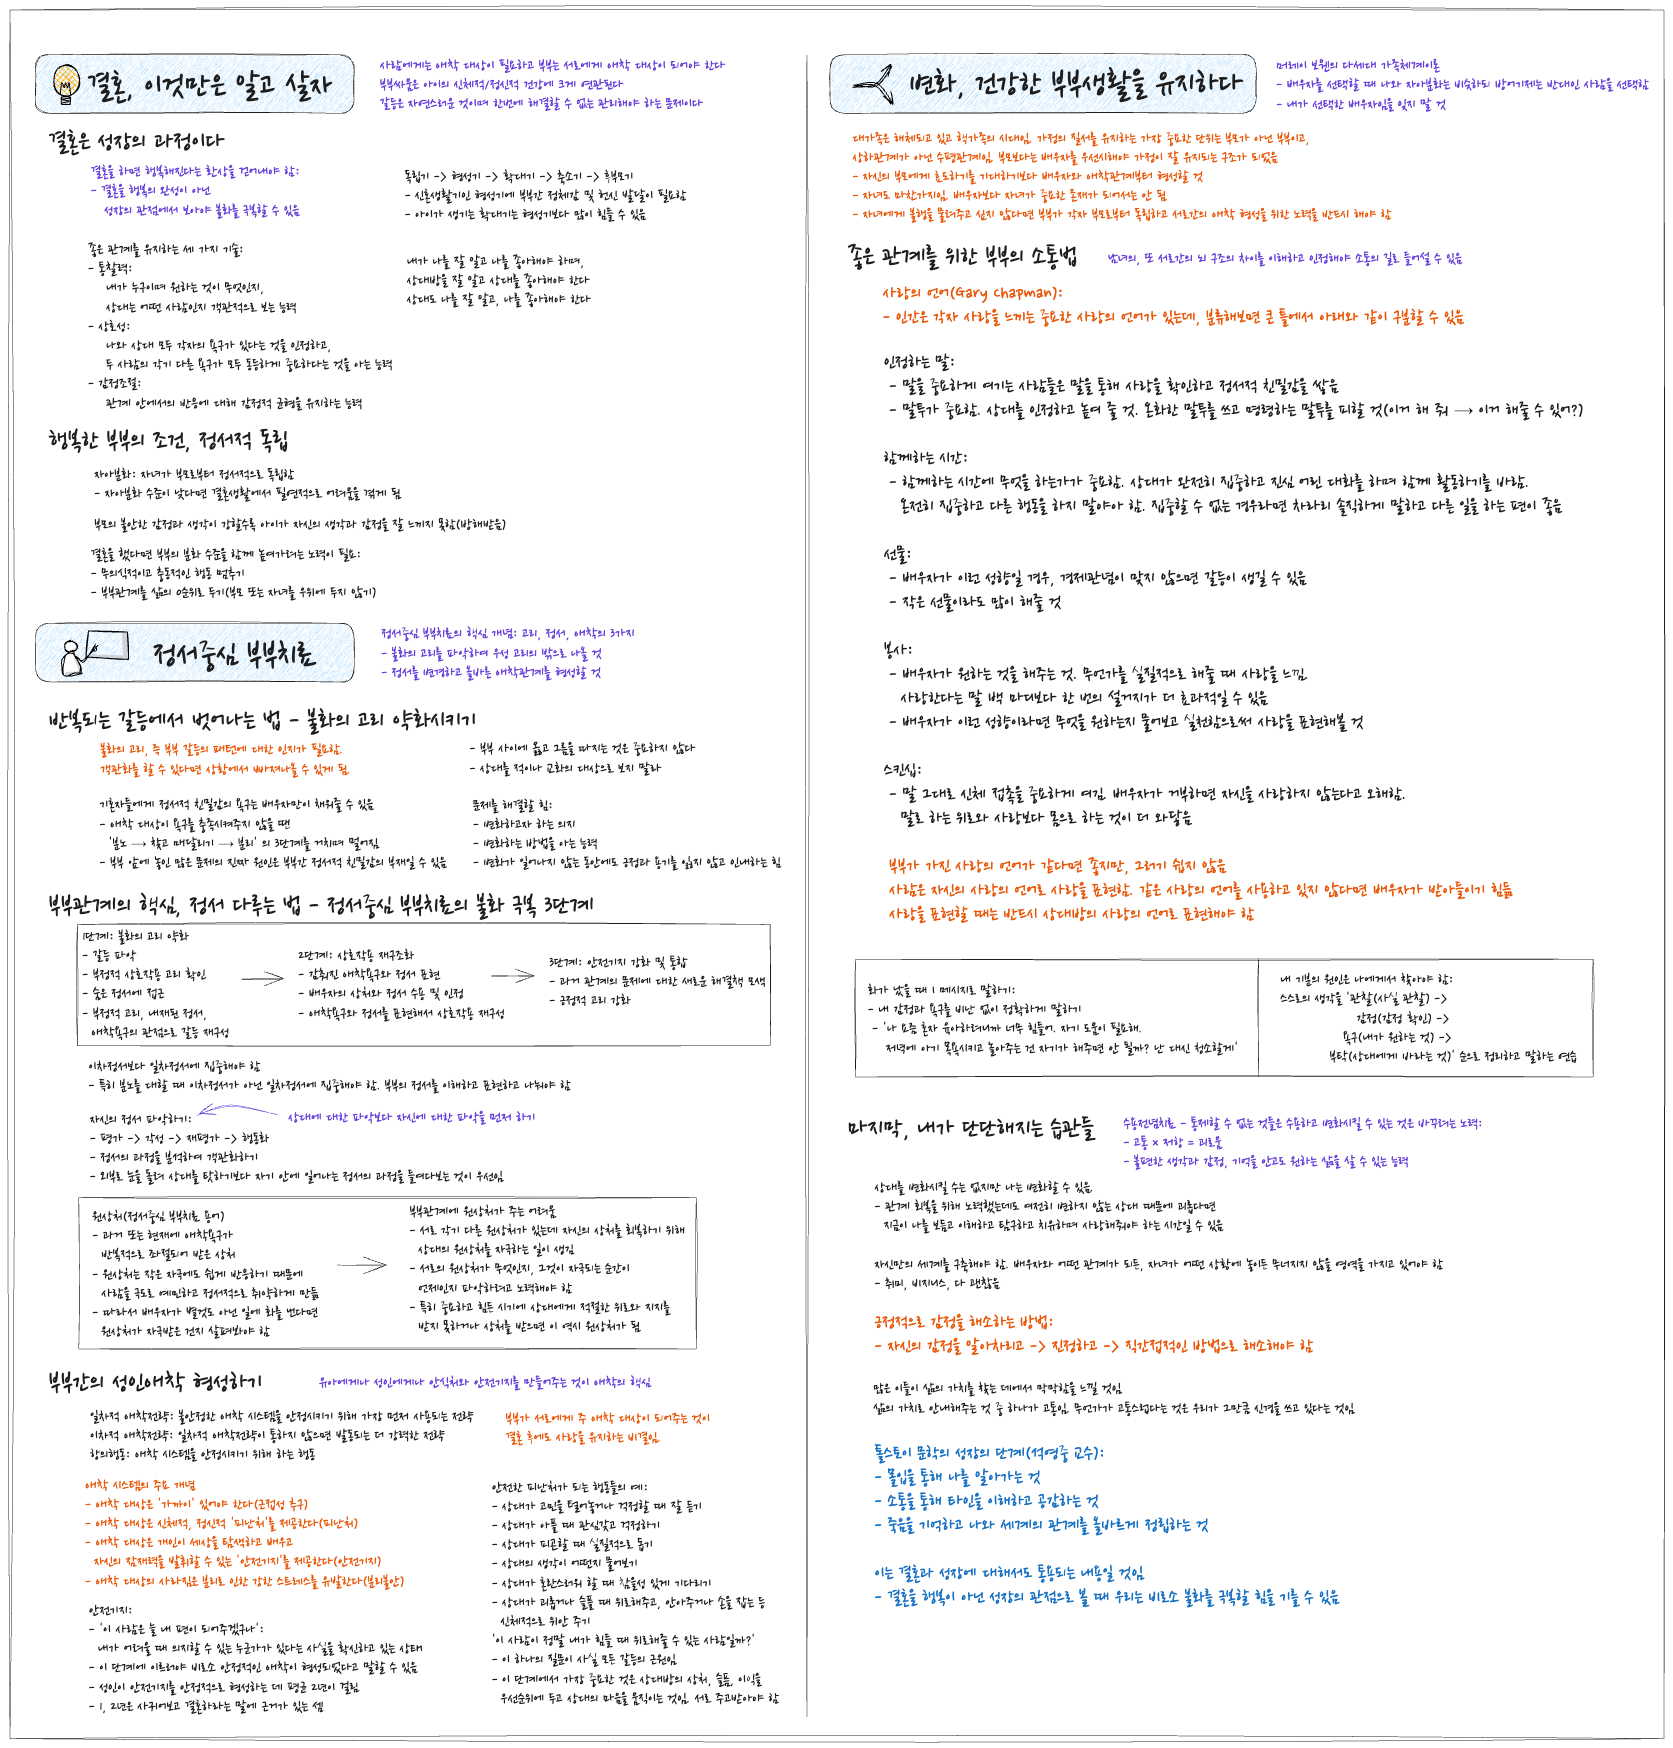 결혼, 이것만은 알고 살자
사람에게는 애착 대상이 필요하고 부부는 서로에게 애착 대상이 되어야 한다
부부싸움은 아이의 신체적/정신적 건강에 크게 연관된다
갈등은 자연스러운 것이며 한번에 해결할 수 없는 관리해야 하는 문제이다
결혼은 성장의 과정이다
결혼을 하면 행복해진다는 환상을 걷어내야 함:
- 결혼을 행복의 완성이 아닌
성장의 관점에서 보아야 불화를 극복할 수 있음
독립기 -> 형성기 -> 확대기 -> 축소기 -> 후부모기
- 신혼생활기인 형성기에 부부간 정체감 및 헌신 발달이 필요함
- 아이가 생기는 확대기는 형성기보다 많이 힘들 수 있음
좋은 관계를 유지하는 세 가지 기술:
- 통찰력:
내가 누구이며 원하는 것이 무엇인지,
상대는 어떤 사람인지 객관적으로 보는 능력
- 상호성:
나와 상대 모두 각자의 욕구가 있다는 것을 인정하고,
두 사람의 각기 다른 욕구가 모두 동등하게 중요하다는 것을 아는 능력
- 감정조절:
관계 안에서의 반응에 대해 감정적 균형을 유지하는 능력
내가 나를 잘 알고 나를 좋아해야 하며,
상대방을 잘 알고 상대를 좋아해야 한다
상대도 나를 잘 알고, 나를 좋아해야 한다
행복한 부부의 조건, 정서적 독립
자아분화: 자녀가 부모로부터 정서적으로 독립함
- 자아분화 수준이 낮다면 결혼생활에서 필연적으로 어려움을 겪게 됨
부모의 불안한 감정과 생각이 강할수록 아이가 자신의 생각과 감정을 잘 느끼지 못함(방해받음)
결혼을 했다면 부부의 분화 수준을 함께 높여가려는 노력이 필요:
- 무의식적이고 충동적인 행동 멈추기
- 부부관계를 삶의 0순위로 두기(부모 또는 자녀를 우위에 두지 않기)
정서중심 부부치료
정서중심 부부치료의 핵심 개념: 고리, 정서, 애착의 3가지
- 불화의 고리를 파악하여 우성 고리의 밖으로 나올 것
- 정서를 변경하고 올바른 애착관계를 형성할 것
반복되는 갈등에서 벗어나는 법 - 불화의 고리 약화시키기
불화의 고리, 즉 부부 갈등의 패턴에 대한 인지가 필요함.
객관화를 할 수 있다면 상황에서 빠져나올 수 있게 됨.
- 부부 사이에 옳고 그름을 따지는 것은 중요하지 않다
- 상대를 적이나 교화의 대상으로 보지 말라
기혼자들에게 정서적 친밀감의 욕구는 배우자만이 채워줄 수 있음
- 애착 대상이 욕구를 충족시켜주지 않을 땐
'분노 → 찾고 매달리기 → 분리' 의 3단계를 거치며 멀어짐
- 부부 앞에 놓인 많은 문제의 진짜 원인은 부부간 정서적 친밀감의 부재일 수 있음
문제를 해결할 힘:
- 변화하고자 하는 의지
- 변화하는 방법을 아는 능력
- 변화가 일어나지 않는 동안에도 긍정과 용기를 잃지 않고 인내하는 힘
부부관계의 핵심, 정서 다루는 법 - 정서중심 부부치료의 불화 극복 3단계
1단계: 불화의 고리 약화
- 갈등 파악
- 부정적 상호작용 고리 확인
- 숨은 정서에 접근
- 부정적 고리, 내재된 정서,
애착욕구의 관점으로 갈등 재구성
2단계: 상호작용 재구조화
- 감춰진 애착욕구와 정서 표현
- 배우자의 상처와 정서 수용 및 인정
- 애착욕구와 정서를 표현해서 상호작용 재구성
3단계: 안전기지 강화 및 통합
- 과거 관계의 문제에 대한 새로운 해결책 모색
- 긍정적 고리 강화
이차정서보다 일차정서에 집중해야 함
- 특히 분노를 대할 때 이차정서가 아닌 일차정서에 집중해야 함. 부부의 정서를 이해하고 표현하고 나눠야 함
자신의 정서 파악하기:
상대에 대한 파악보다 자신에 대한 파악을 먼저 하기
- 평가 -> 각성 -> 재평가 -> 행동화
- 정서의 과정을 분석하여 객관화하기
- 외부로 눈을 돌려 상대를 탓하기보다 자기 안에 일어나는 정서의 과정을 들여다보는 것이 우선임
원상처(정서중심 부부치료 용어)
- 과거 또는 현재에 애착욕구가
반복적으로 좌절되어 받은 상처
- 원상처는 작은 자극에도 쉽게 반응하기 때문에
사람을 극도로 예민하고 정서적으로 취약하게 만듦
- 따라서 배우자가 별것도 아닌 일에 화를 낸다면
원상처가 자극받은 건지 살펴봐야 함
부부관계에 원상처가 주는 어려움
- 서로 각기 다른 원상처가 있는데 자신의 상처를 회복하기 위해
상대의 원상처를 자극하는 일이 생김
- 서로의 원상처가 무엇인지, 그것이 자극되는 순간이
언제인지 파악하려고 노력해야 함
- 특히 중요하고 힘든 시기에 상대에게 적절한 위로와 지지를
받지 못하거나 상처를 받으면 이 역시 원상처가 됨
부부간의 성인애착 형성하기
유아에게나 성인에게나 안식처와 안전기지를 만들어주는 것이 애착의 핵심
일차적 애착전략: 불안정한 애착 시스템을 안정시키기 위해 가장 먼저 사용되는 전략
이차적 애착전략: 일차적 애착전략이 통하지 않으면 발동되는 더 강력한 전략
항의행동: 애착 시스템을 안정시키기 위해 하는 행동
부부가 서로에게 주 애착 대상이 되어주는 것이
결혼 후에도 사랑을 유지하는 비결임.
애착 시스템의 주요 개념
- 애착 대상은 '가까이' 있어야 한다(근접성 추구)
- 애착 대상은 신체적, 정신적 '피난처'를 제공한다(피난처)
- 애착 대상은 개인이 세상을 탐색하고 배우고
자신의 잠재력을 발휘할 수 있는 '안전기지'를 제공한다(안전기지)
- 애착 대상의 사라짐은 분리로 인한 강한 스트레스를 유발한다(분리불안)
안전기지:
- '이 사람은 늘 내 편이 되어주겠구나':
내가 어려울 때 의지할 수 있는 누군가가 있다는 사실을 확신하고 있는 상태
- 이 단계에 이르러야 비로소 안정적인 애착이 형성되었다고 말할 수 있음
- 성인이 안전기지를 안정적으로 형성하는 데 평균 2년이 걸림
- 1, 2년은 사귀어보고 결혼하라는 말에 근거가 있는 셈
안전한 피난처가 되는 행동들의 예:
- 상대가 고민을 털어놓거나 걱정할 때 잘 듣기
- 상대가 아플 때 관심갖고 걱정하기
- 상대가 피곤할 때 실질적으로 돕기
- 상대의 생각이 어떤지 물어보기
- 상대가 혼란스러워 할 때 참을성 있게 기다리기
- 상대가 괴롭거나 슬플 때 위로해주고, 안아주거나 손을 잡는 등
신체적으로 위안 주기
'이 사람이 정말 내가 힘들 때 위로해줄 수 있는 사람일까?'
- 이 하나의 질문이 사실 모든 갈등의 근원임
- 이 단계에서 가장 중요한 것은 상대방의 상처, 슬픔, 이익을
우선순위에 두고 상대의 마음을 움직이는 것임. 서로 주고받아야 함
변화, 건강한 부부생활을 유지하다
머레이 보웬의 다세대 가족체계이론
- 배우자를 선택할 때 나와 자아분화는 비슷하되 방어기제는 반대인 사람을 선택함
- 내가 선택한 배우자임을 잊지 말 것
대가족은 해체되고 있고 핵가족의 시대임. 가정의 질서를 유지하는 가장 중요한 단위는 부모가 아닌 부부이고,
상하관계가 아닌 수평관계임. 부모보다는 배우자를 우선시해야 가정이 잘 유지되는 구조가 되었음
- 자신의 부모에게 효도하기를 기대하기보다 배우자와 애착관계부터 형성할 것
- 자녀도 마찬가지임. 배우자보다 자녀가 중요한 존재가 되어서는 안 됨
- 자녀에게 불행을 물려주고 싶지 않다면 부부가 각자 부모로부터 독립하고 서로간의 애착 형성을 위한 노력을 반드시 해야 함
좋은 관계를 위한 부부의 소통법
남녀의, 또 서로간의 뇌 구조의 차이를 이해하고 인정해야 소통의 길로 들어설 수 있음
사랑의 언어(Gary Chapman):
- 인간은 각자 사랑을 느끼는 중요한 사랑의 언어가 있는데, 분류해보면 큰 틀에서 아래와 같이 구분할 수 있음
인정하는 말:
- 말을 중요하게 여기는 사람들은 말을 통해 사랑을 확인하고 정서적 친밀감을 쌓음
- 말투가 중요함. 상대를 인정하고 높여 줄 것. 온화한 말투를 쓰고 명령하는 말투를 피할 것(이거 해 줘 → 이거 해줄 수 있어?)
함께하는 시간:
- 함께하는 시간에 무엇을 하는가가 중요함. 상대가 완전히 집중하고 진심 어린 대화를 하며 함께 활동하기를 바람.
온전히 집중하고 다른 행동을 하지 말아야 함. 집중할 수 없는 경우라면 차라리 솔직하게 말하고 다른 일을 하는 편이 좋음
선물:
- 배우자가 이런 성향일 경우, 경제관념이 맞지 않으면 갈등이 생길 수 있음
- 작은 선물이라도 많이 해줄 것
봉사:
- 배우자가 원하는 것을 해주는 것. 무언가를 실질적으로 해줄 때 사랑을 느낌.
사랑한다는 말 백 마디보다 한 번의 설거지가 더 효과적일 수 있음
- 배우자가 이런 성향이라면 무엇을 원하는지 물어보고 실천함으로써 사랑을 표현해볼 것
스킨십:
- 말 그대로 신체 접촉을 중요하게 여김. 배우자가 거부하면 자신을 사랑하지 않는다고 오해함.
말로 하는 위로와 사랑보다 몸으로 하는 것이 더 와닿음
부부가 가진 사랑의 언어가 같다면 좋지만, 그러기 쉽지 않음
사람은 자신의 사랑의 언어로 사랑을 표현함. 같은 사랑의 언어를 사용하고 있지 않다면 배우자가 받아들이기 힘듦
사랑을 표현할 때는 반드시 상대방의 사랑의 언어로 표현해야 함
화가 났을 때 I 메시지로 말하기:
- 내 감정과 욕구를 비난 없이 정확하게 말하기
- '나 요즘 혼자 육아하려니까 너무 힘들어. 자기 도움이 필요해.
저녁에 아기 목욕시키고 놀아주는 건 자기가 해주면 안 될까? 난 대신 청소할게'
내 기분의 원인은 나에게서 찾아야 함:
스스로의 생각을 '관찰(사실 관찰) ->
감정(감정 확인) ->
욕구(내가 원하는 것) ->
부탁(상대에게 바라는 것)' 순으로 정리하고 말하는 연습
마지막, 내가 단단해지는 습관들
수용전념치료 - 통제할 수 없는 것들은 수용하고 변화시킬 수 있는 것은 바꾸려는 노력:
- 고통 x 저항 = 괴로움
- 불편한 생각과 감정, 기억을 안고도 원하는 삶을 살 수 있는 능력
상대를 변화시킬 수는 없지만 나는 변화할 수 있음.
- 관계 회복을 위해 노력했는데도 여전히 변하지 않는 상대 때문에 괴롭다면
지금이 나를 보듬고 이해하고 탐구하고 치유하며 사랑해줘야 하는 시간일 수 있음
자신만의 세계를 구축해야 함. 배우자와 어떤 관계가 되든, 자녀가 어떤 상황에 놓이든 무너지지 않을 영역을 가지고 있어야 함
- 취미, 비지니스, 다 괜찮음
긍정적으로 감정을 해소하는 방법:
- 자신의 감정을 알아차리고 -> 진정하고 -> 직간접적인 방법으로 해소해야 함
많은 이들이 삶의 가치를 찾는 데에서 막막함을 느낄 것임
삶의 가치로 안내해주는 것 중 하나가 고통임. 무언가가 고통스럽다는 것은 우리가 그만큼 신경을 쓰고 있다는 것임
톨스토이 문학의 성장의 단계(석영중 교수):
- 몰입을 통해 나를 알아가는 것
- 소통을 통해 타인을 이해하고 공감하는 것
- 죽음을 기억하고 나와 세계의 관계를 올바르게 정립하는 것
이는 결혼과 성장에 대해서도 통용되는 내용일 것임
- 결혼을 행복이 아닌 성장의 관점으로 볼 때 우리는 비로소 불화를 극복할 힘을 기를 수 있음